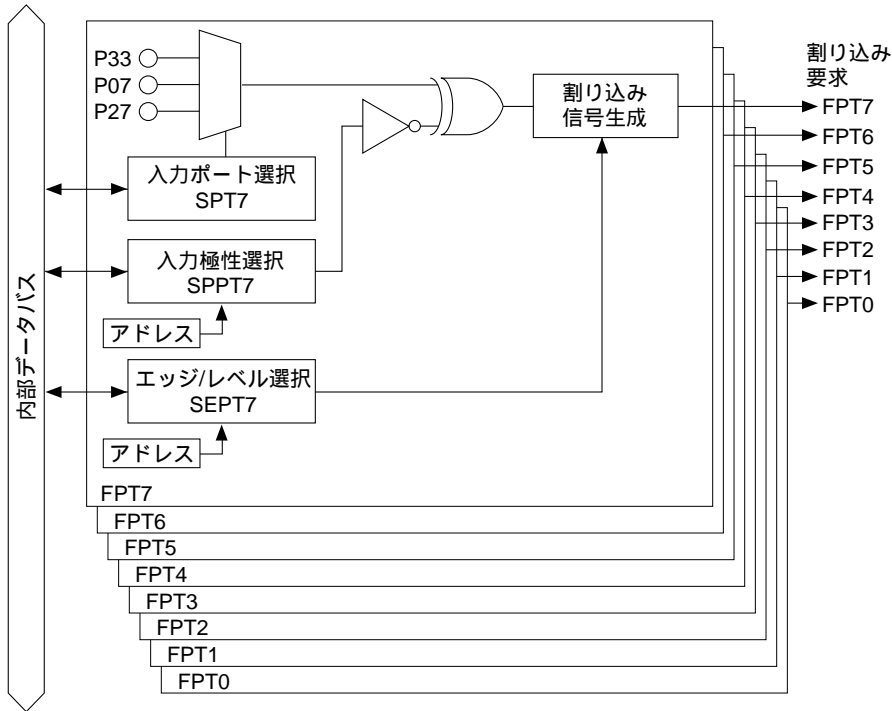 P33
P07
P27
入力ポート選択
SPT7
入力極性選択
SPPT7
アドレス
エッジ/レベル選択
SEPT7
アドレス
割り込み
信号生成
内部データバス
FPT7
FPT6
FPT5
FPT4
FPT3
FPT2
FPT1
FPT0
割り込み
要求
FPT7
FPT6
FPT5
FPT4
FPT3
FPT2
FPT1
FPT0